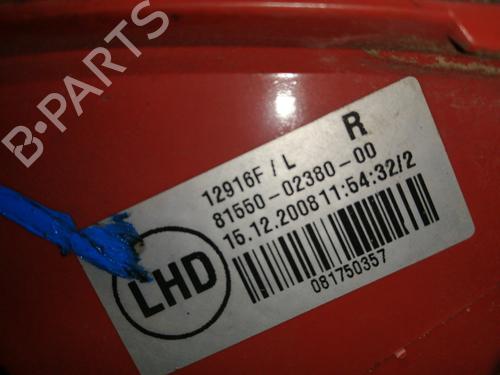 B-PARTS
12916F / L R
81550-02380-00
15.12.2008 11:54:32/2
081750357
LHD